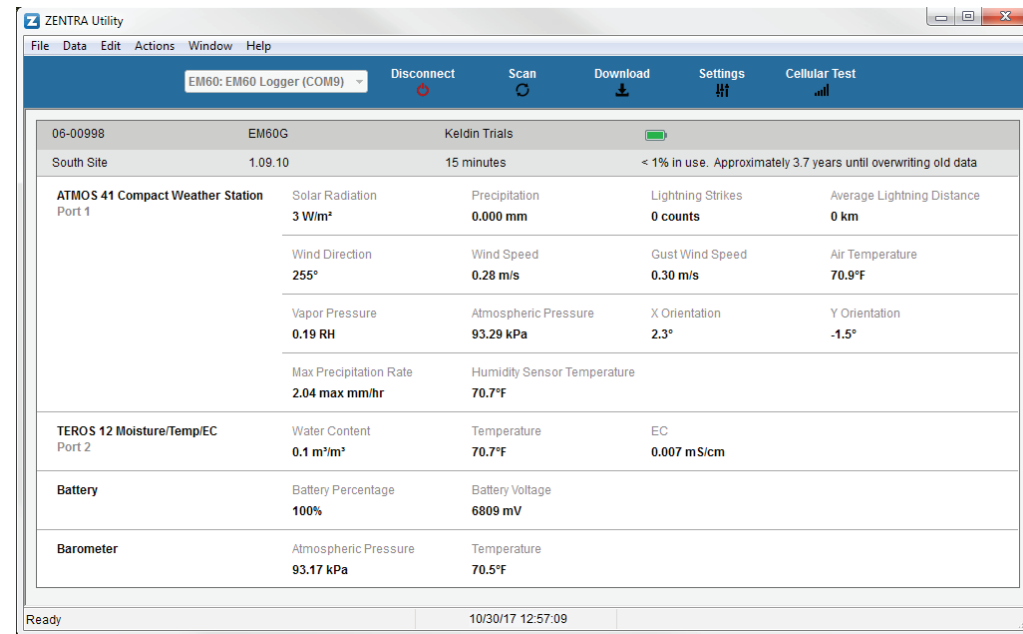 ZENTRA Utility
File Data Edit Actions Window Help
EM60: EM60 Logger (COM9) Disconnect Scan Download Settings Cellular Test
06-00998 EM60G Keldin Trials
South Site 1.09.10 15 minutes < 1% in use. Approximately 3.7 years until overwriting old data
ATMOS 41 Compact Weather Station Solar Radiation Precipitation Lightning Strikes Average Lightning Distance
Port 1 3 W/m² 0.000 mm 0 counts 0 km
Wind Direction Wind Speed Gust Wind Speed Air Temperature
255° 0.28 m/s 0.30 m/s 70.9°F
Vapor Pressure Atmospheric Pressure X Orientation Y Orientation
0.19 RH 93.29 kPa 2.3° -1.5°
Max Precipitation Rate Humidity Sensor Temperature
2.04 max mm/hr 70.7°F
TEROS 12 Moisture/Temp/EC Water Content Temperature EC
Port 2 0.1 m³/m³ 70.7°F 0.007 mS/cm
Battery Battery Percentage Battery Voltage
100% 6809 mV
Barometer Atmospheric Pressure Temperature
93.17 kPa 70.5°F
Ready 10/30/17 12:57:09